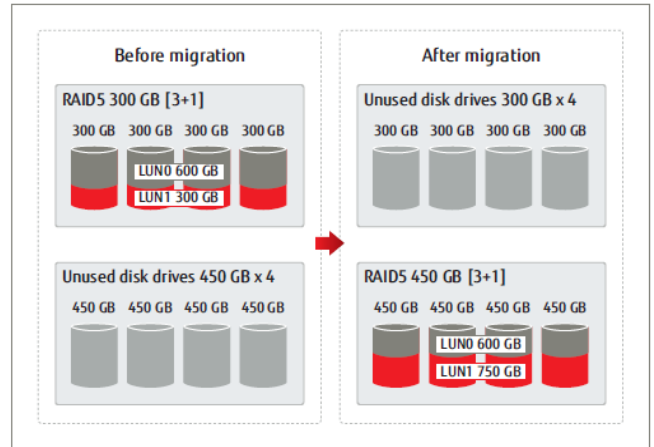 Before migration
RAID5 300 GB [3+1]
300 GB 300 GB 300 GB 300 GB
LUN0 600 GB
LUN1 300 GB
Unused disk drives 450 GB x 4
450 GB 450 GB 450 GB 450 GB
After migration
Unused disk drives 300 GB x 4
300 GB 300 GB 300 GB 300 GB
RAID5 450 GB [3+1]
450 GB 450 GB 450 GB 450 GB
LUN0 600 GB
LUN1 750 GB